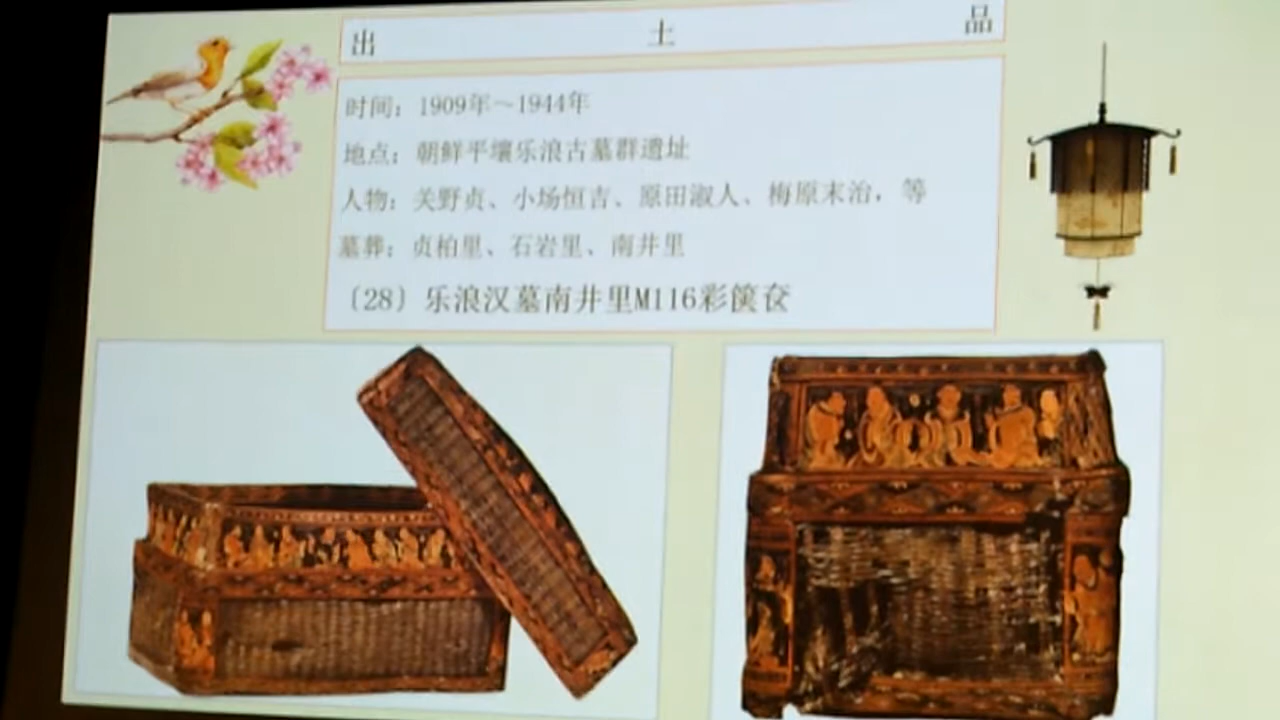 出 土 品
时间：1909年～1944年
地点：朝鲜平壤乐浪古墓群遗址
人物：关野贞、小场恒吉、原田淑人、梅原末治，等
墓葬：贞柏里、石岩里、南井里
〔28〕乐浪汉墓南井里M116彩箧奁